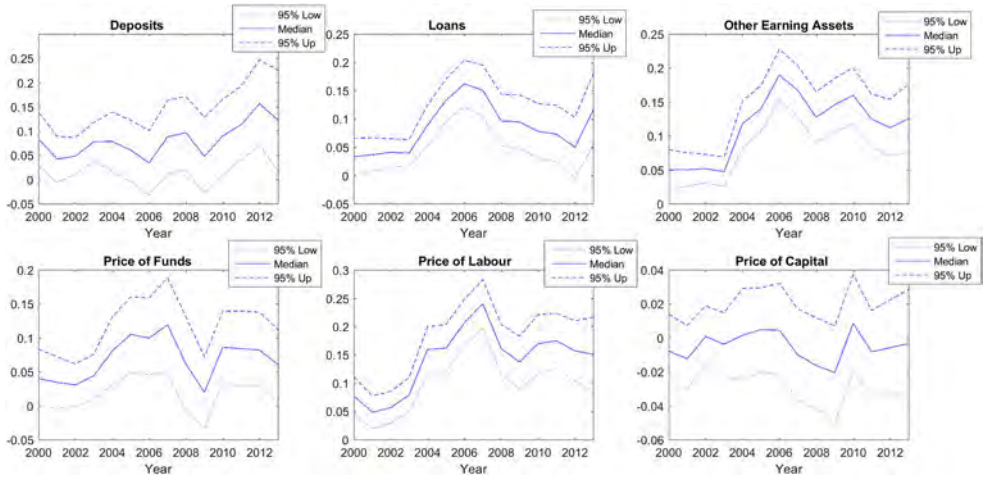 95% Low
Median
95% Up
Deposits
0.25
0.2
0.15
0.1
0.05
0
-0.05
2000 2002 2004 2006 2008 2010 2012
Year
95% Low
Median
95% Up
Loans
0.25
0.2
0.15
0.1
0.05
0
-0.05
2000 2002 2004 2006 2008 2010 2012
Year
95% Low
Median
95% Up
Other Earning Assets
0.25
0.2
0.15
0.1
0.05
0
2000 2002 2004 2006 2008 2010 2012
Year
95% Low
Median
95% Up
Price of Funds
0.2
0.15
0.1
0.05
0
-0.05
2000 2002 2004 2006 2008 2010 2012
Year
95% Low
Median
95% Up
Price of Labour
0.3
0.25
0.2
0.15
0.1
0.05
0
2000 2002 2004 2006 2008 2010 2012
Year
95% Low
Median
95% Up
Price of Capital
0.04
0.02
0
-0.02
-0.04
-0.06
2000 2002 2004 2006 2008 2010 2012
Year